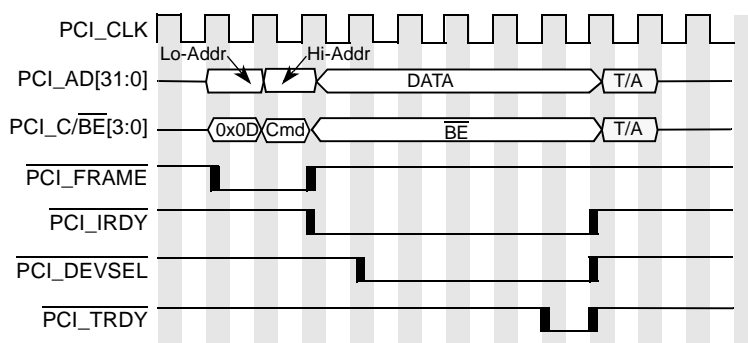 PCI_CLK
Lo-Addr Hi-Addr
PCI_AD[31:0] DATA T/A
PCI_C/BE[3:0] 0x0D Cmd BE T/A
PCI_FRAME
PCI_IRDY
PCI_DEVSEL
PCI_TRDY